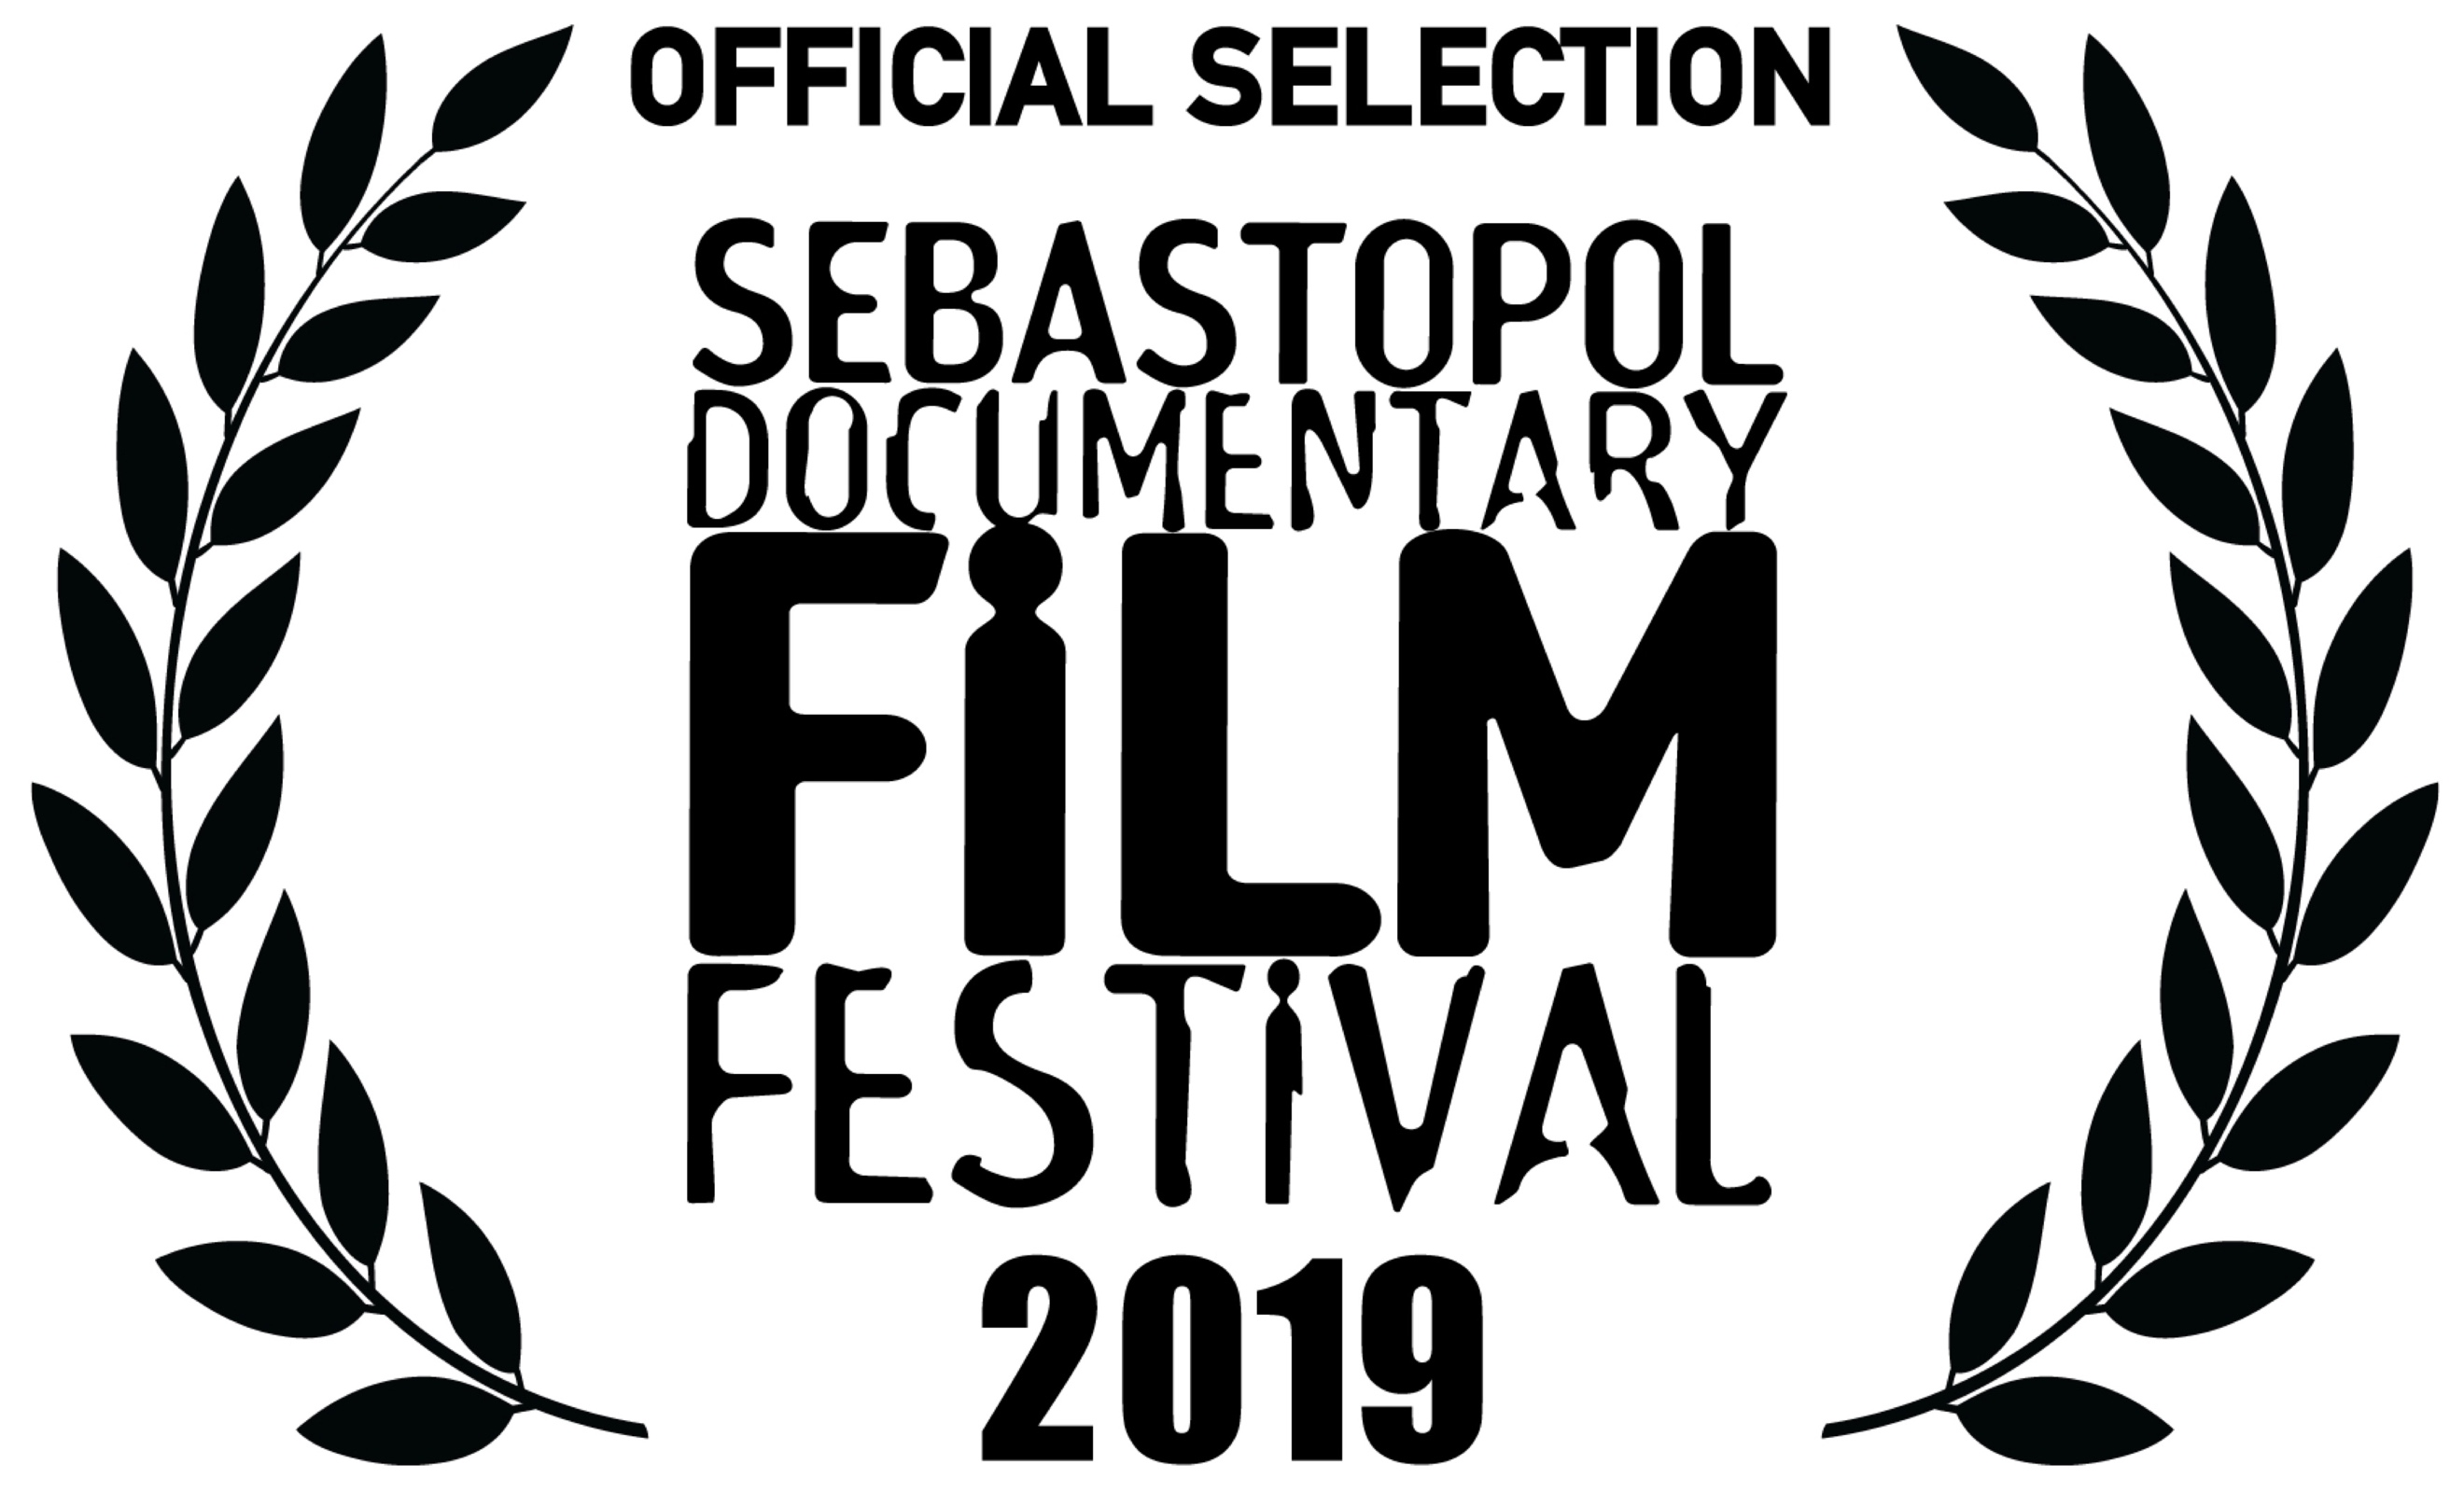 OFFICIAL SELECTION
SEBASTOPOL
DOCUMENTARY
FiLM
FESTiVAL
2019